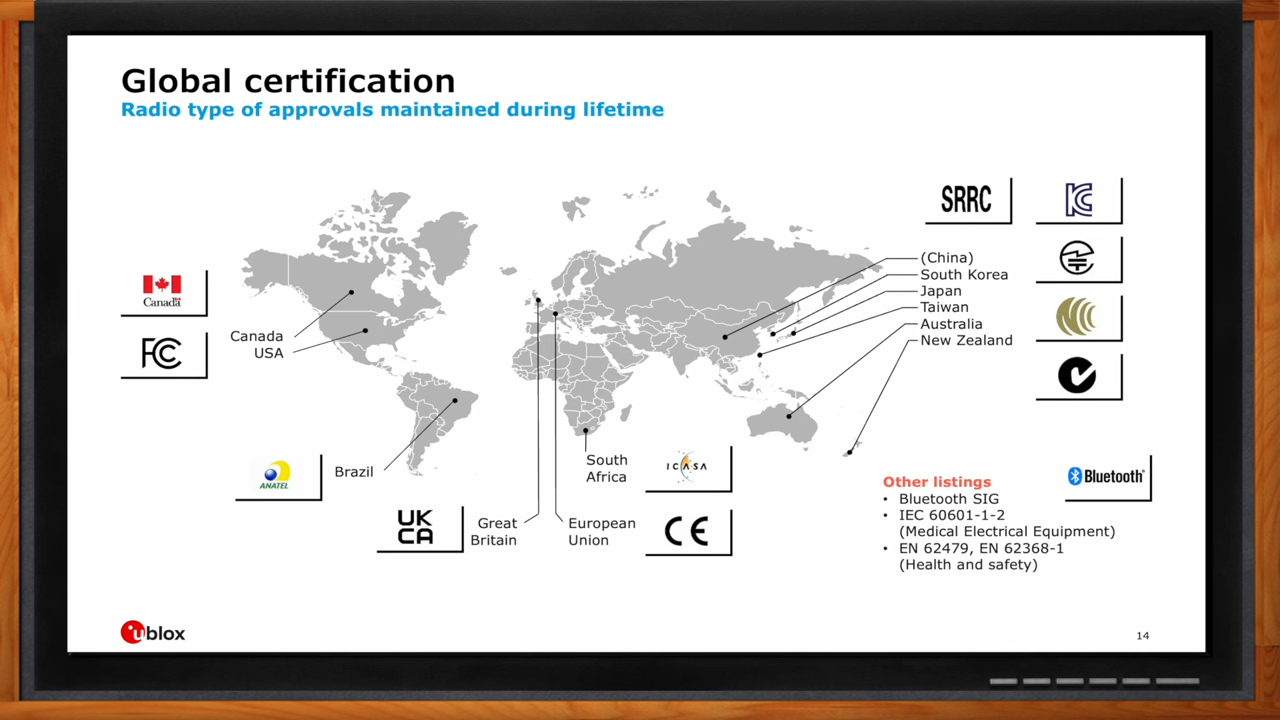 Global certification
Radio type of approvals maintained during lifetime
SRRC
(China)
South Korea
Japan
Taiwan
Australia
New Zealand
Canada
FC
Canada
USA
ANATEL
Brazil
South
Africa
ICASA
UK
CA
Great
Britain
European
Union
CE
Other listings
• Bluetooth SIG
• IEC 60601-1-2
(Medical Electrical Equipment)
• EN 62479, EN 62368-1
(Health and safety)
Bluetooth®
ublox
14